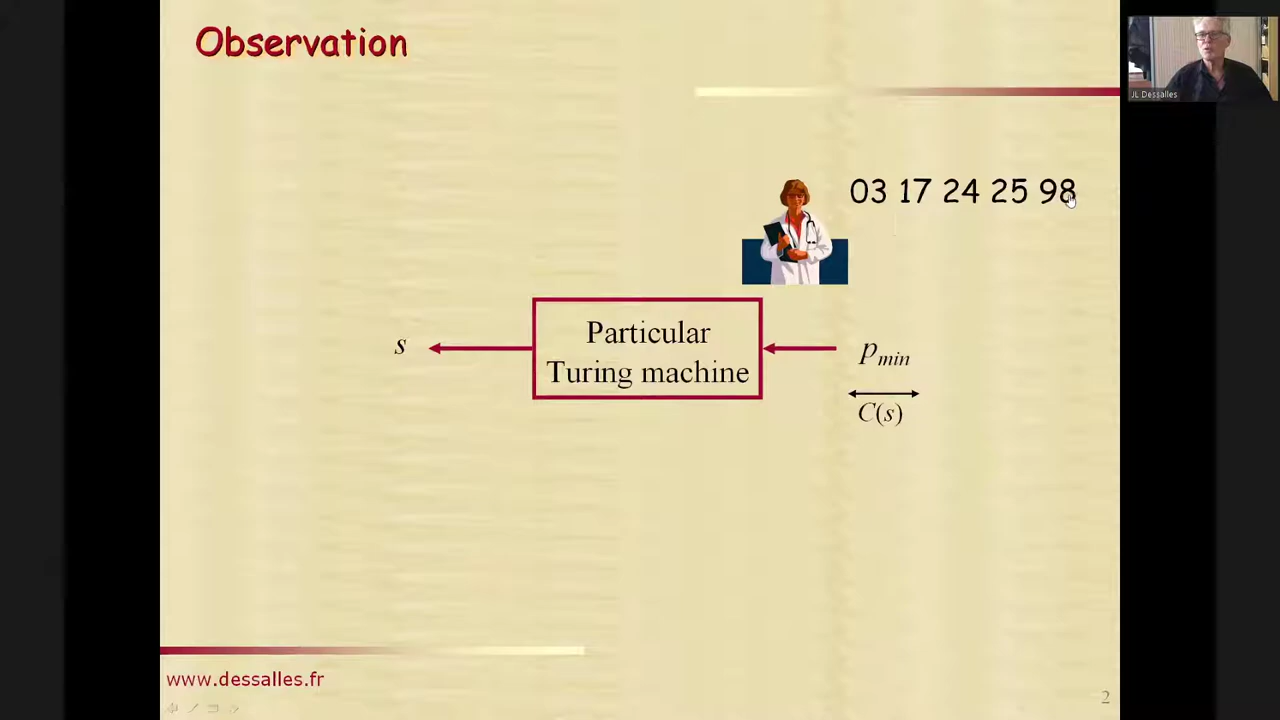 Observation
JL Dessalles
03 17 24 25 98
Particular
Turing machine
s
p_min
C(s)
www.dessalles.fr
2